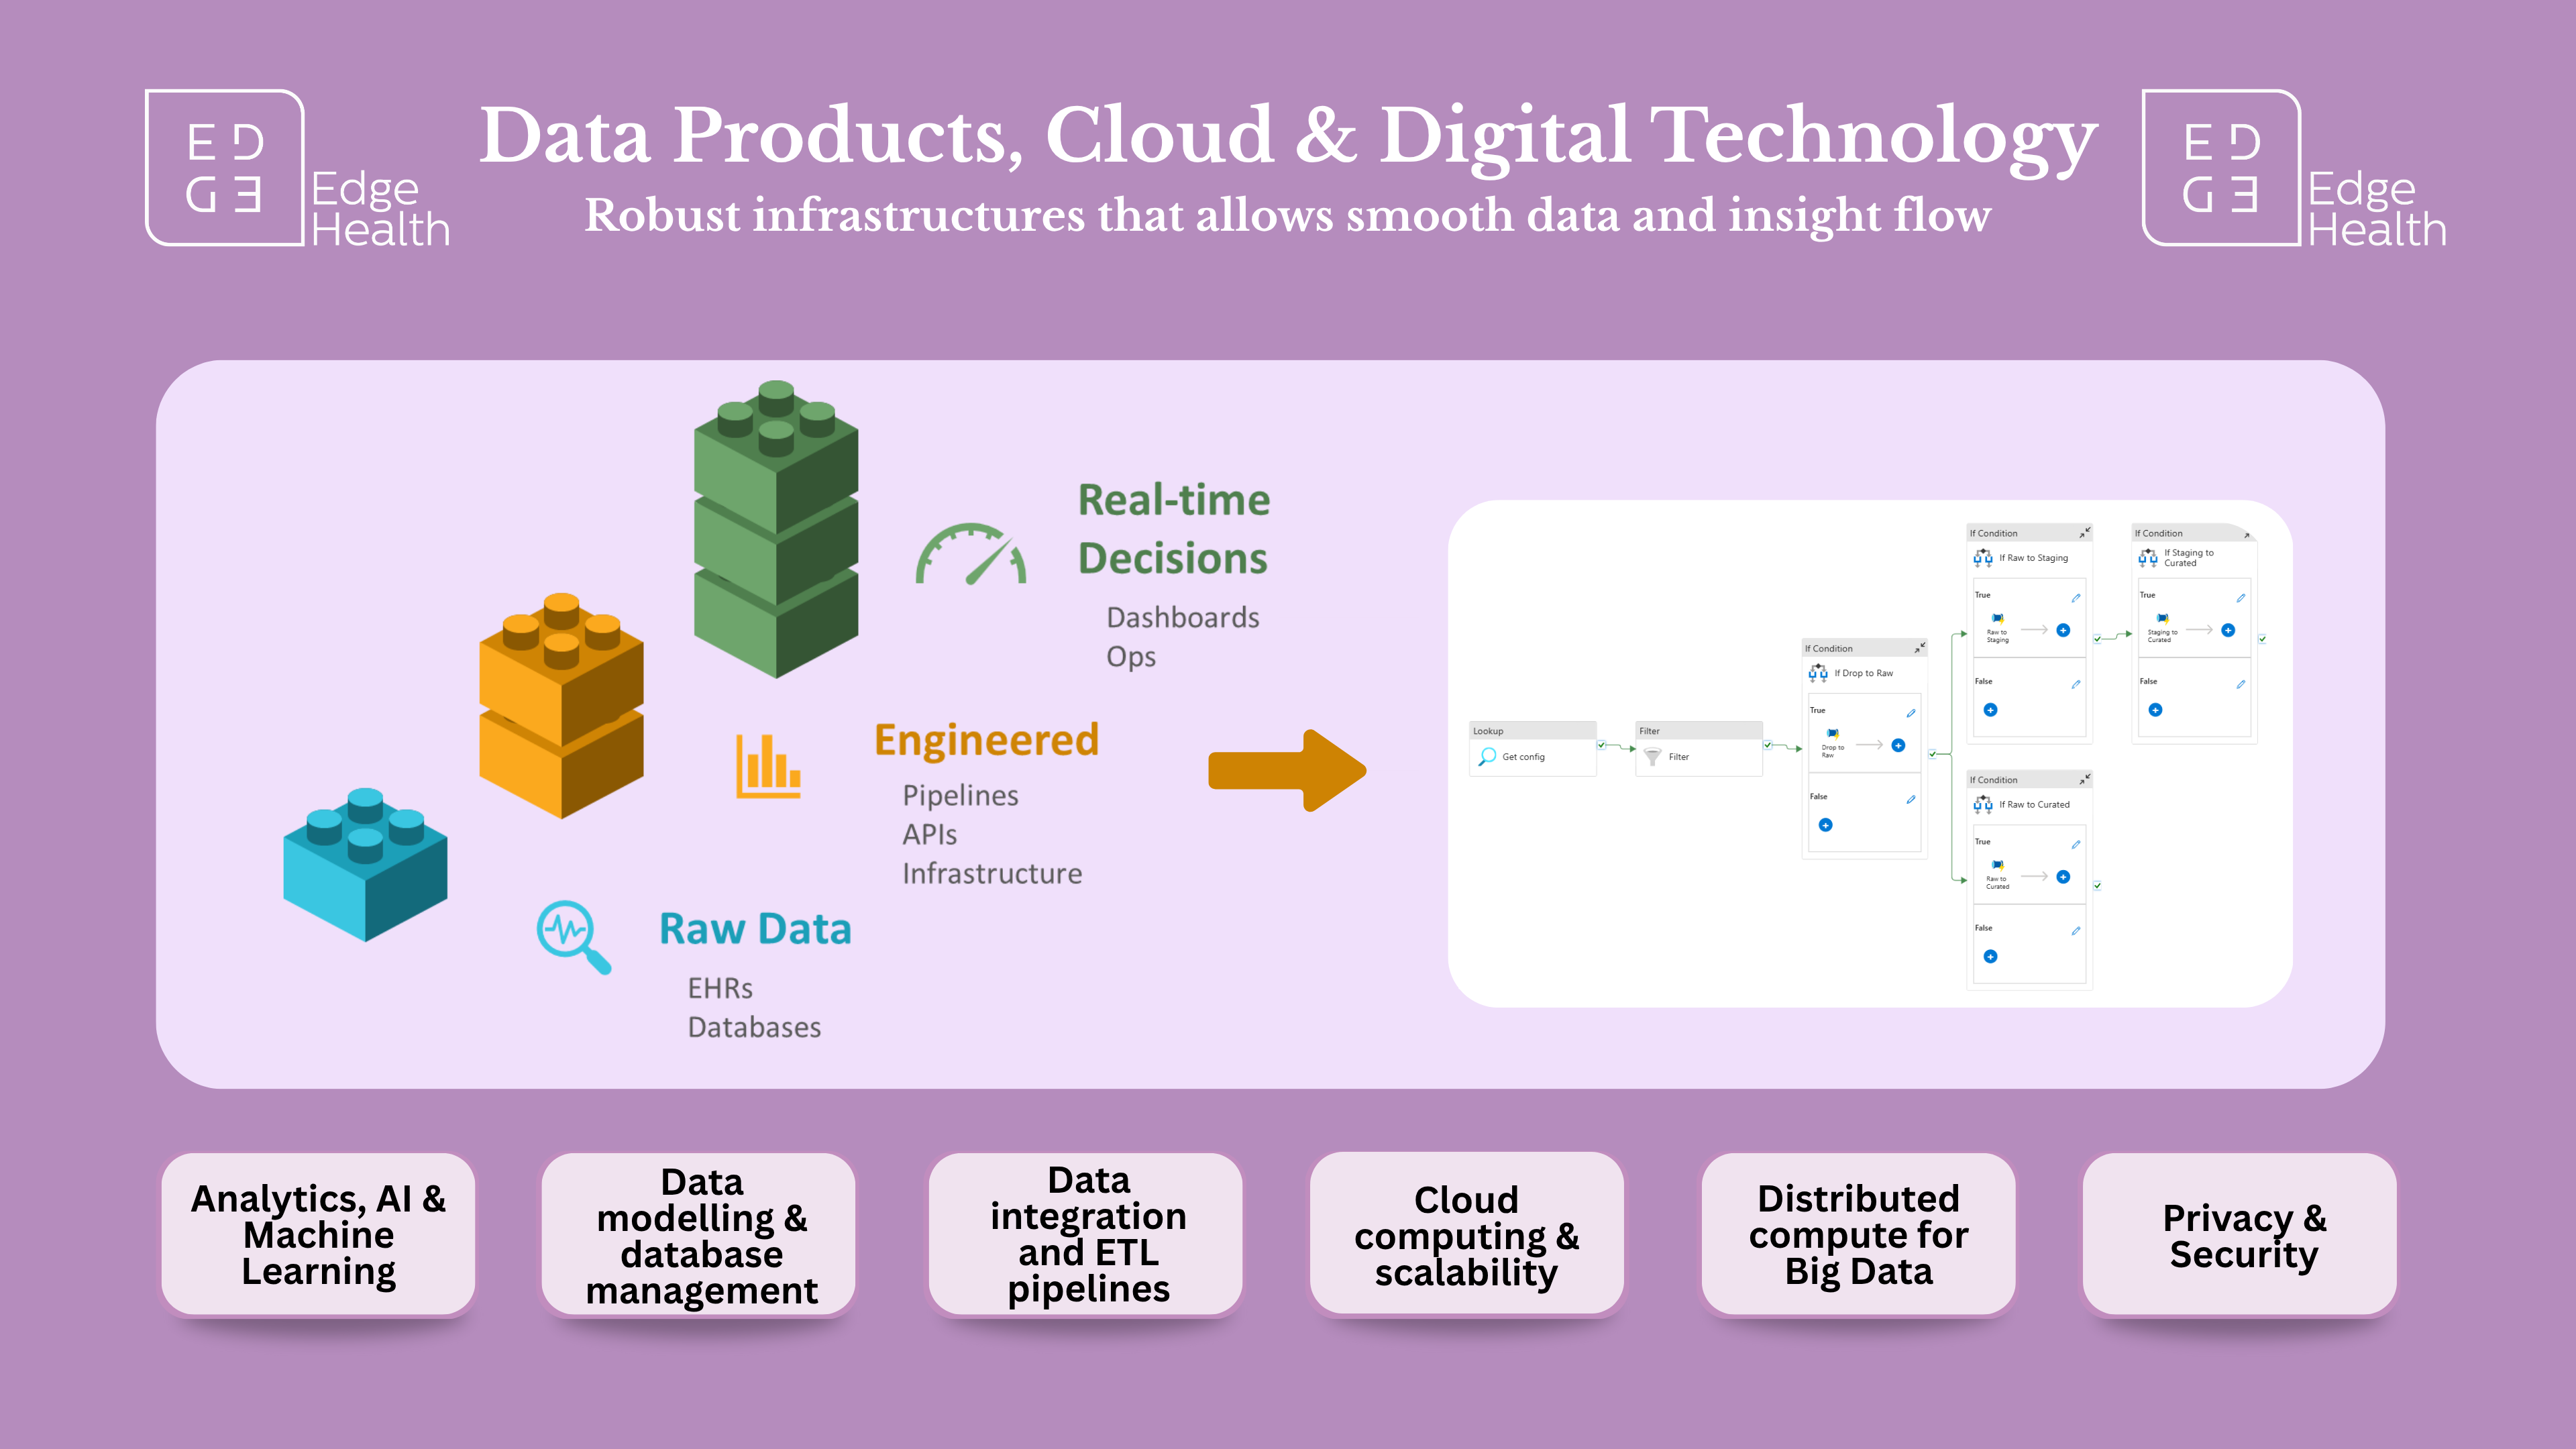 ED
GE
Edge
Health
Data Products, Cloud & Digital Technology
Robust infrastructures that allows smooth data and insight flow
ED
GE
Edge
Health
Real-time
Decisions
Dashboards
Ops
Engineered
Pipelines
APIs
Infrastructure
Raw Data
EHRs
Databases
Lookup
Get config
Filter
Filter
If Condition
If Drop to Raw
True
Drop to
Raw
False
If Condition
If Raw to Staging
True
Raw to
Staging
False
If Condition
If Staging to
Curated
True
Staging to
Curated
False
If Condition
If Raw to Curated
True
Raw to
Curated
False
Analytics, AI &
Machine
Learning
Data
modelling &
database
management
Data
integration
and ETL
pipelines
Cloud
computing &
scalability
Distributed
compute for
Big Data
Privacy &
Security